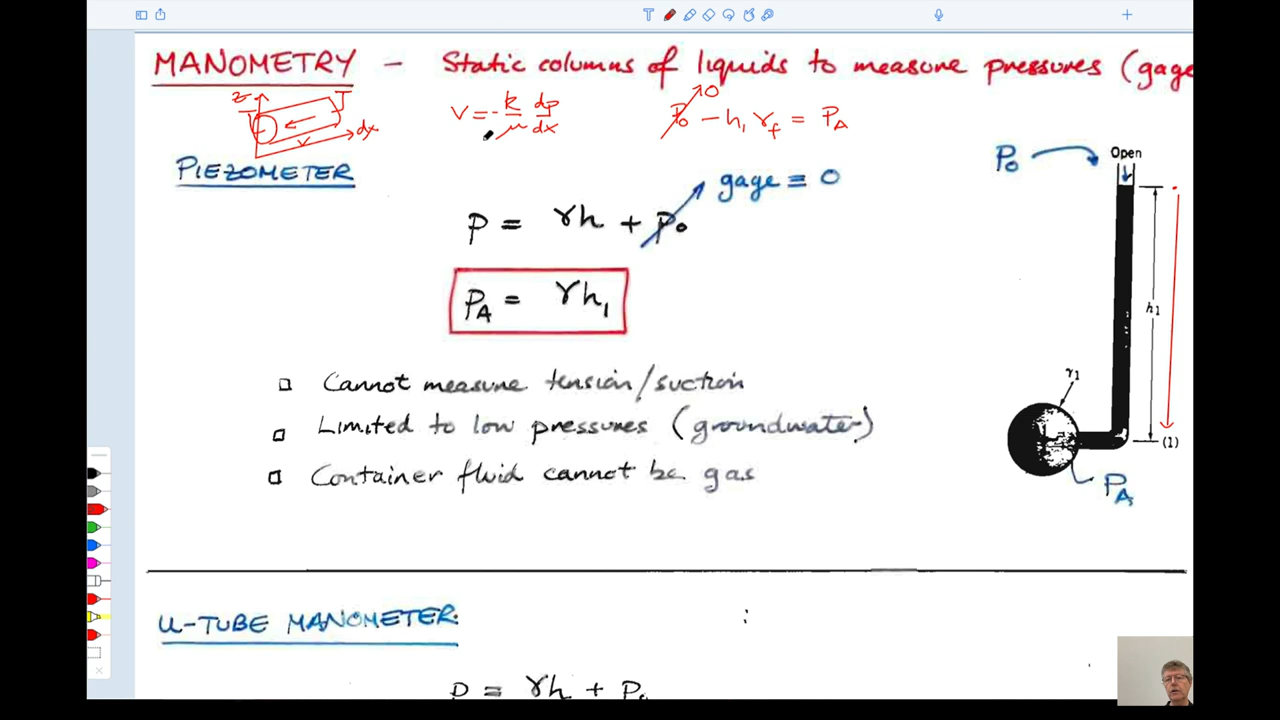 MANOMETRY - Static columns of liquids to measure pressures (gage
z T T dx v
V = - k/μ dp/dx
P₀ → 0 - h₁ γf = PA
PIEZOMETER
P₀
Open
gage ≡ 0
P = γh + P₀
PA = γh₁
h1
γ1
(1)
PA
Cannot measure tension/suction
Limited to low pressures (groundwater)
Container fluid cannot be gas
U-TUBE MANOMETER:
P = γh + P₀